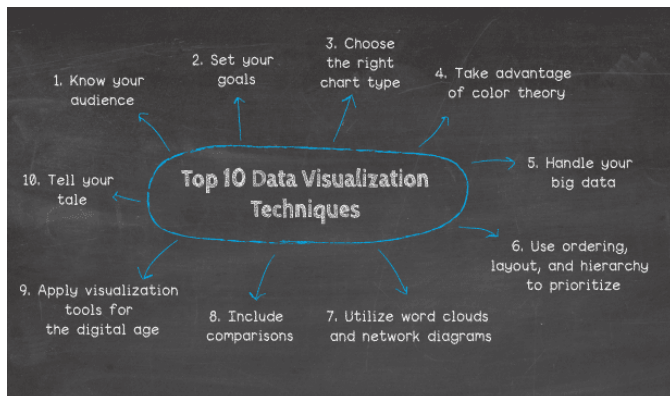 Top 10 Data Visualization
Techniques
1. Know your
audience
2. Set your
goals
3. Choose
the right
chart type
4. Take advantage
of color theory
5. Handle your
big data
6. Use ordering,
layout, and hierarchy
to prioritize
7. Utilize word clouds
and network diagrams
8. Include
comparisons
9. Apply visualization
tools for
the digital age
10. Tell your
tale